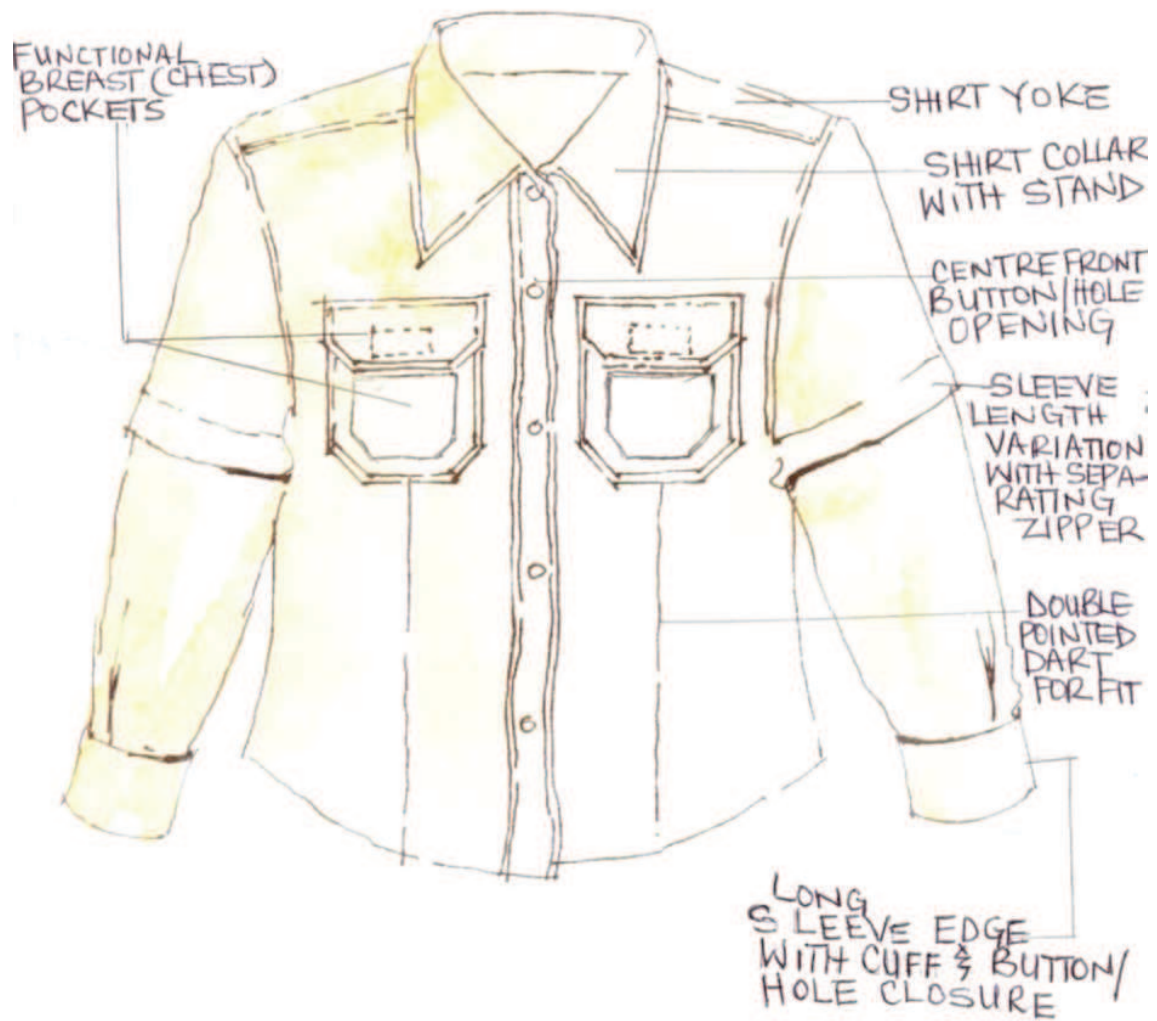 FUNCTIONAL
BREAST (CHEST)
POCKETS
SHIRT YOKE
SHIRT COLLAR
WITH STAND
CENTRE FRONT
BUTTON/HOLE
OPENING
SLEEVE
LENGTH
VARIATION
WITH SEPA-
RATING
ZIPPER
DOUBLE
POINTED
DART
FOR FIT
LONG
SLEEVE EDGE
WITH CUFF & BUTTON/
HOLE CLOSURE